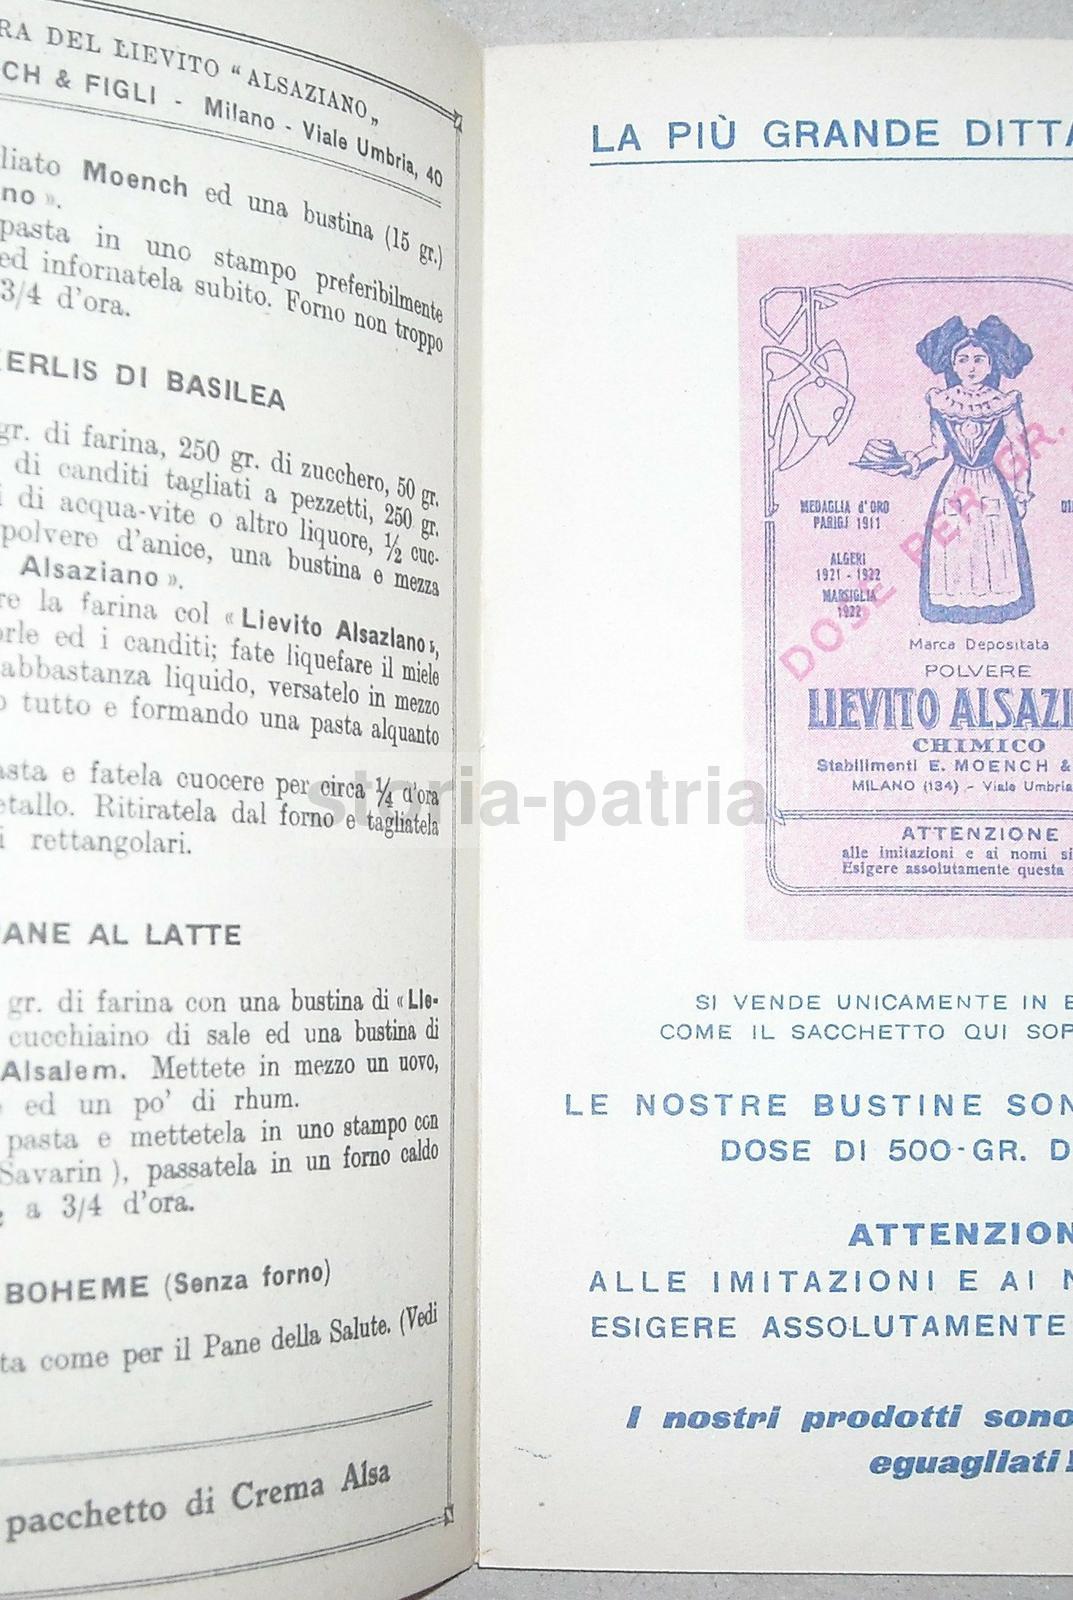 RA DEL LIEVITO "ALSAZIANO„
CH & FIGLI - Milano - Viale Umbria, 40
liato Moench ed una bustina (15 gr.)
no ».
pasta in uno stampo preferibilmente
ed infornatela subito. Forno non troppo
3/4 d'ora.
ERLIS DI BASILEA
gr. di farina, 250 gr. di zucchero, 50 gr.
di canditi tagliati a pezzetti, 250 gr.
i di acqua-vite o altro liquore, ½ cuc-
polvere d'anice, una bustina e mezza
Alsaziano ».
re la farina col « Lievito Alsaziano »,
orle ed i canditi; fate liquefare il miele
abbastanza liquido, versatelo in mezzo
o tutto e formando una pasta alquanto
asta e fatela cuocere per circa ¼ d'ora
etallo. Ritiratela dal forno e tagliatela
i rettangolari.
ANE AL LATTE
gr. di farina con una bustina di « Lie-
cucchiaino di sale ed una bustina di
Alsalem. Mettete in mezzo un uovo,
ed un po' di rhum.
pasta e mettetela in uno stampo con
Savarin ), passatela in un forno caldo
a 3/4 d'ora.
BOHEME (Senza forno)
ta come per il Pane della Salute. (Vedi
pacchetto di Crema Alsa
storia-patria
LA PIÙ GRANDE DITTA
MEDAGLIA d'ORO
PARIGI 1911
ALGERI
1921 - 1922
MARSIGLIA
1922
DOSE PER GR.
Marca Depositata
POLVERE
LIEVITO ALSAZI
CHIMICO
Stabilimenti E. MOENCH &
MILANO (134) - Viale Umbria
ATTENZIONE
alle imitazioni e ai nomi si
Esigere assolutamente questa
SI VENDE UNICAMENTE IN B
COME IL SACCHETTO QUI SOP
LE NOSTRE BUSTINE SON
DOSE DI 500-GR. D
ATTENZION
ALLE IMITAZIONI E AI N
ESIGERE ASSOLUTAMENTE
I nostri prodotti sono
eguagliati!